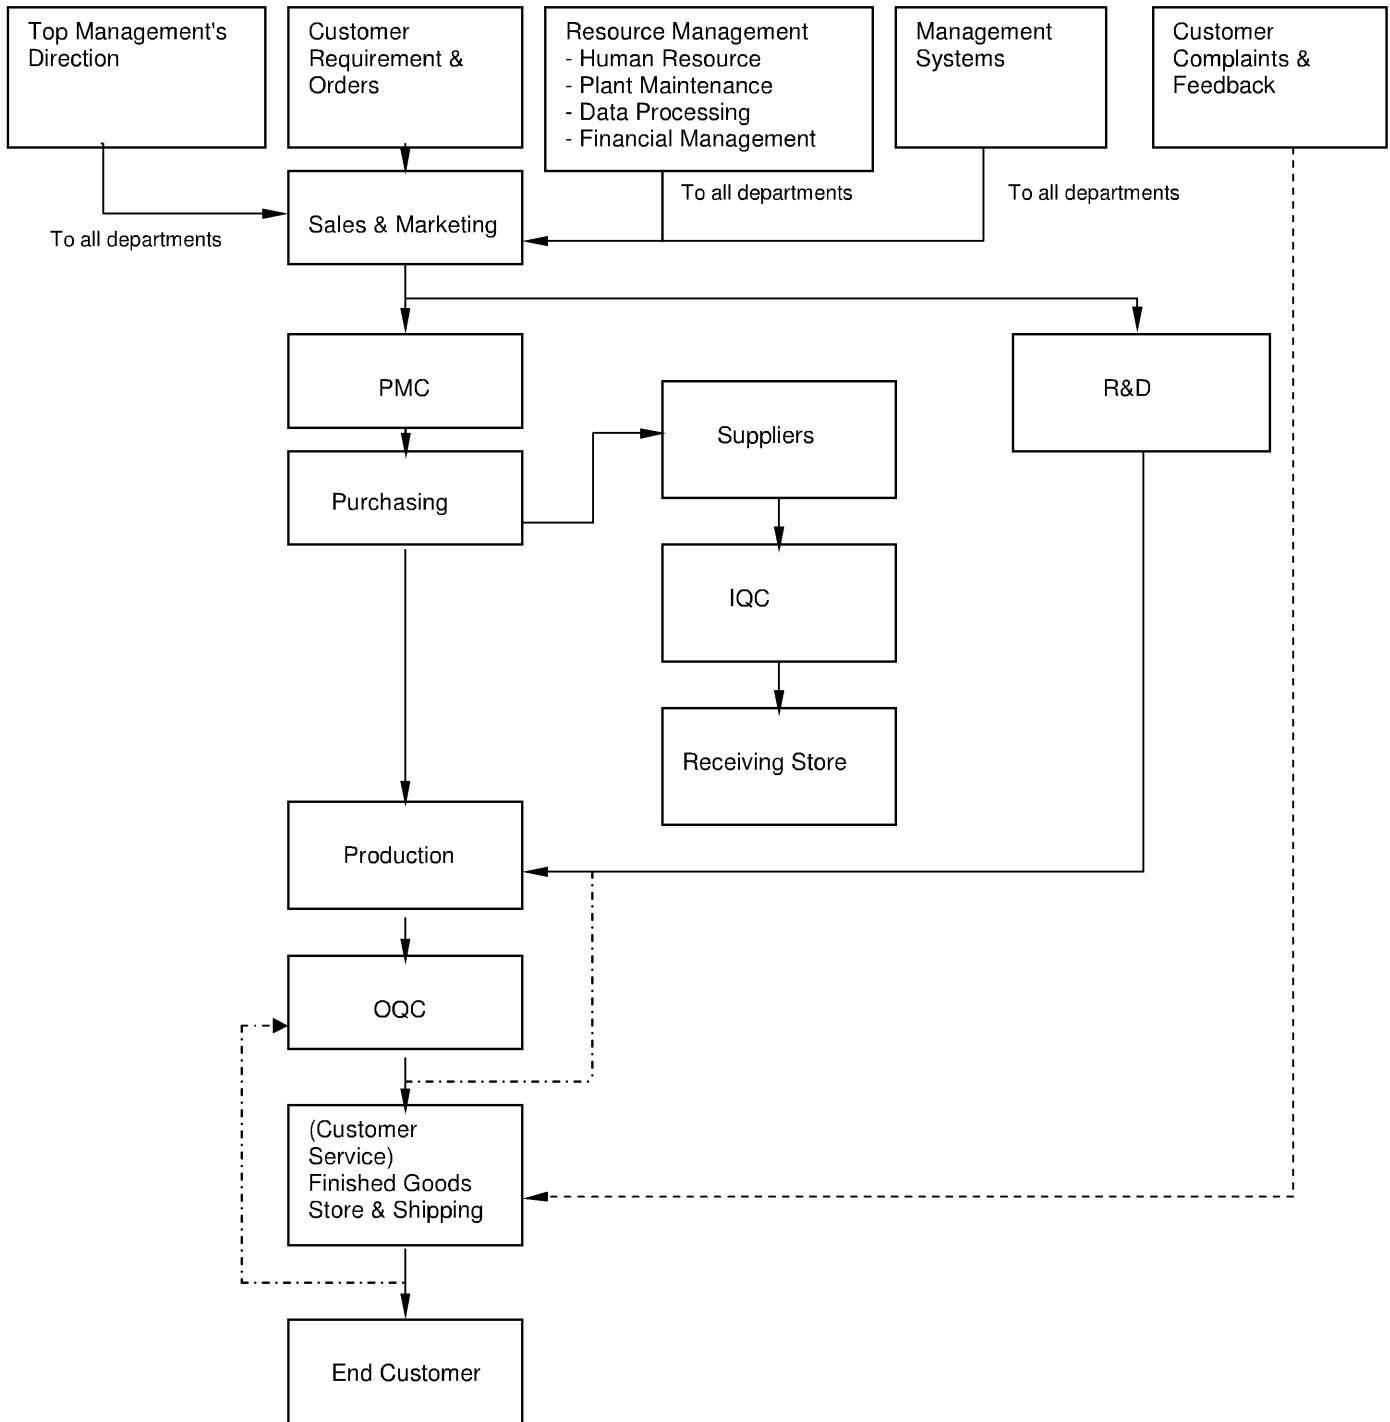 Top Management's
Direction
Customer
Requirement &
Orders
Resource Management
- Human Resource
- Plant Maintenance
- Data Processing
- Financial Management
Management
Systems
Customer
Complaints &
Feedback
To all departments
To all departments
Sales & Marketing
To all departments
PMC
R&D
Suppliers
Purchasing
IQC
Receiving Store
Production
OQC
(Customer
Service)
Finished Goods
Store & Shipping
End Customer